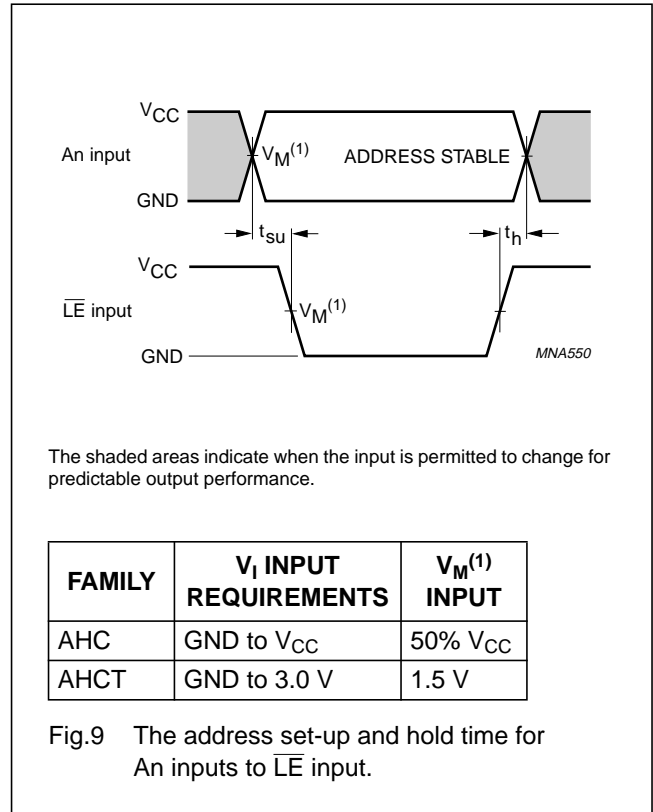 VCC
An input
VM(1)
ADDRESS STABLE
GND
tsu
th
VCC
LE input
VM(1)
GND
MNA550
The shaded areas indicate when the input is permitted to change for
predictable output performance.
FAMILY
VI INPUT
REQUIREMENTS
VM(1)
INPUT
AHC
GND to VCC
50% VCC
AHCT
GND to 3.0 V
1.5 V
Fig.9 The address set-up and hold time for
An inputs to L̅E̅ input.